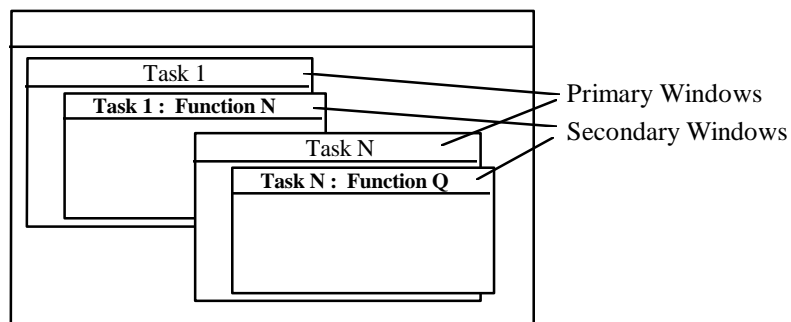 Task 1
Task 1 : Function N
Task N
Task N : Function Q
Primary Windows
Secondary Windows